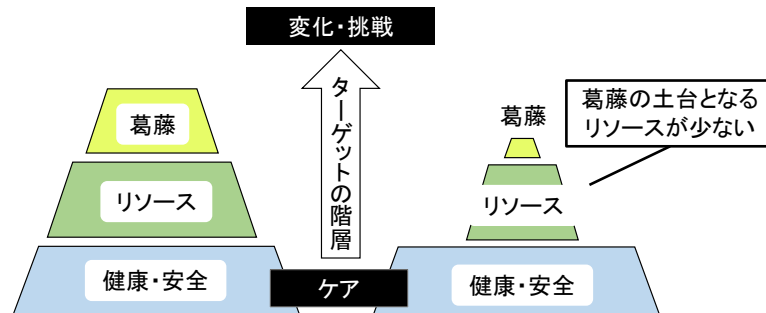 変化・挑戦
ターゲットの階層
ケア
葛藤
リソース
健康・安全
葛藤
リソース
健康・安全
葛藤の土台となる
リソースが少ない